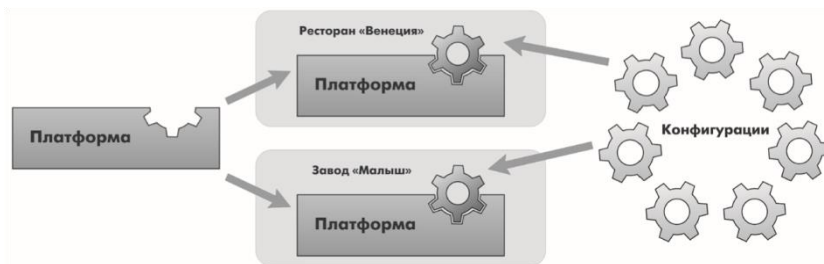 Ресторан «Венеция»
Платформа
Платформа
Конфигурации
Завод «Малыш»
Платформа